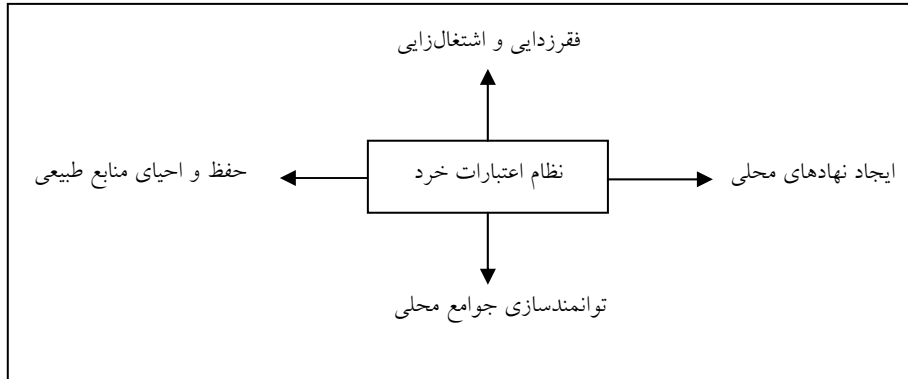 فقرزدایی و اشتغال‌زایی
ایجاد نهادهای محلی
نظام اعتبارات خرد
حفظ و احیای منابع طبیعی
توانمندسازی جوامع محلی